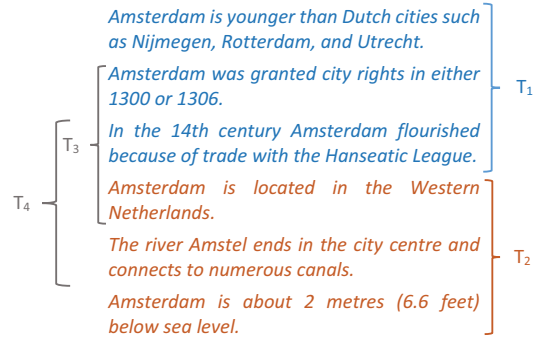 Amsterdam is younger than Dutch cities such
as Nijmegen, Rotterdam, and Utrecht.
Amsterdam was granted city rights in either
1300 or 1306.
In the 14th century Amsterdam flourished
because of trade with the Hanseatic League.
Amsterdam is located in the Western
Netherlands.
The river Amstel ends in the city centre and
connects to numerous canals.
Amsterdam is about 2 metres (6.6 feet)
below sea level.
T1
T2
T3
T4